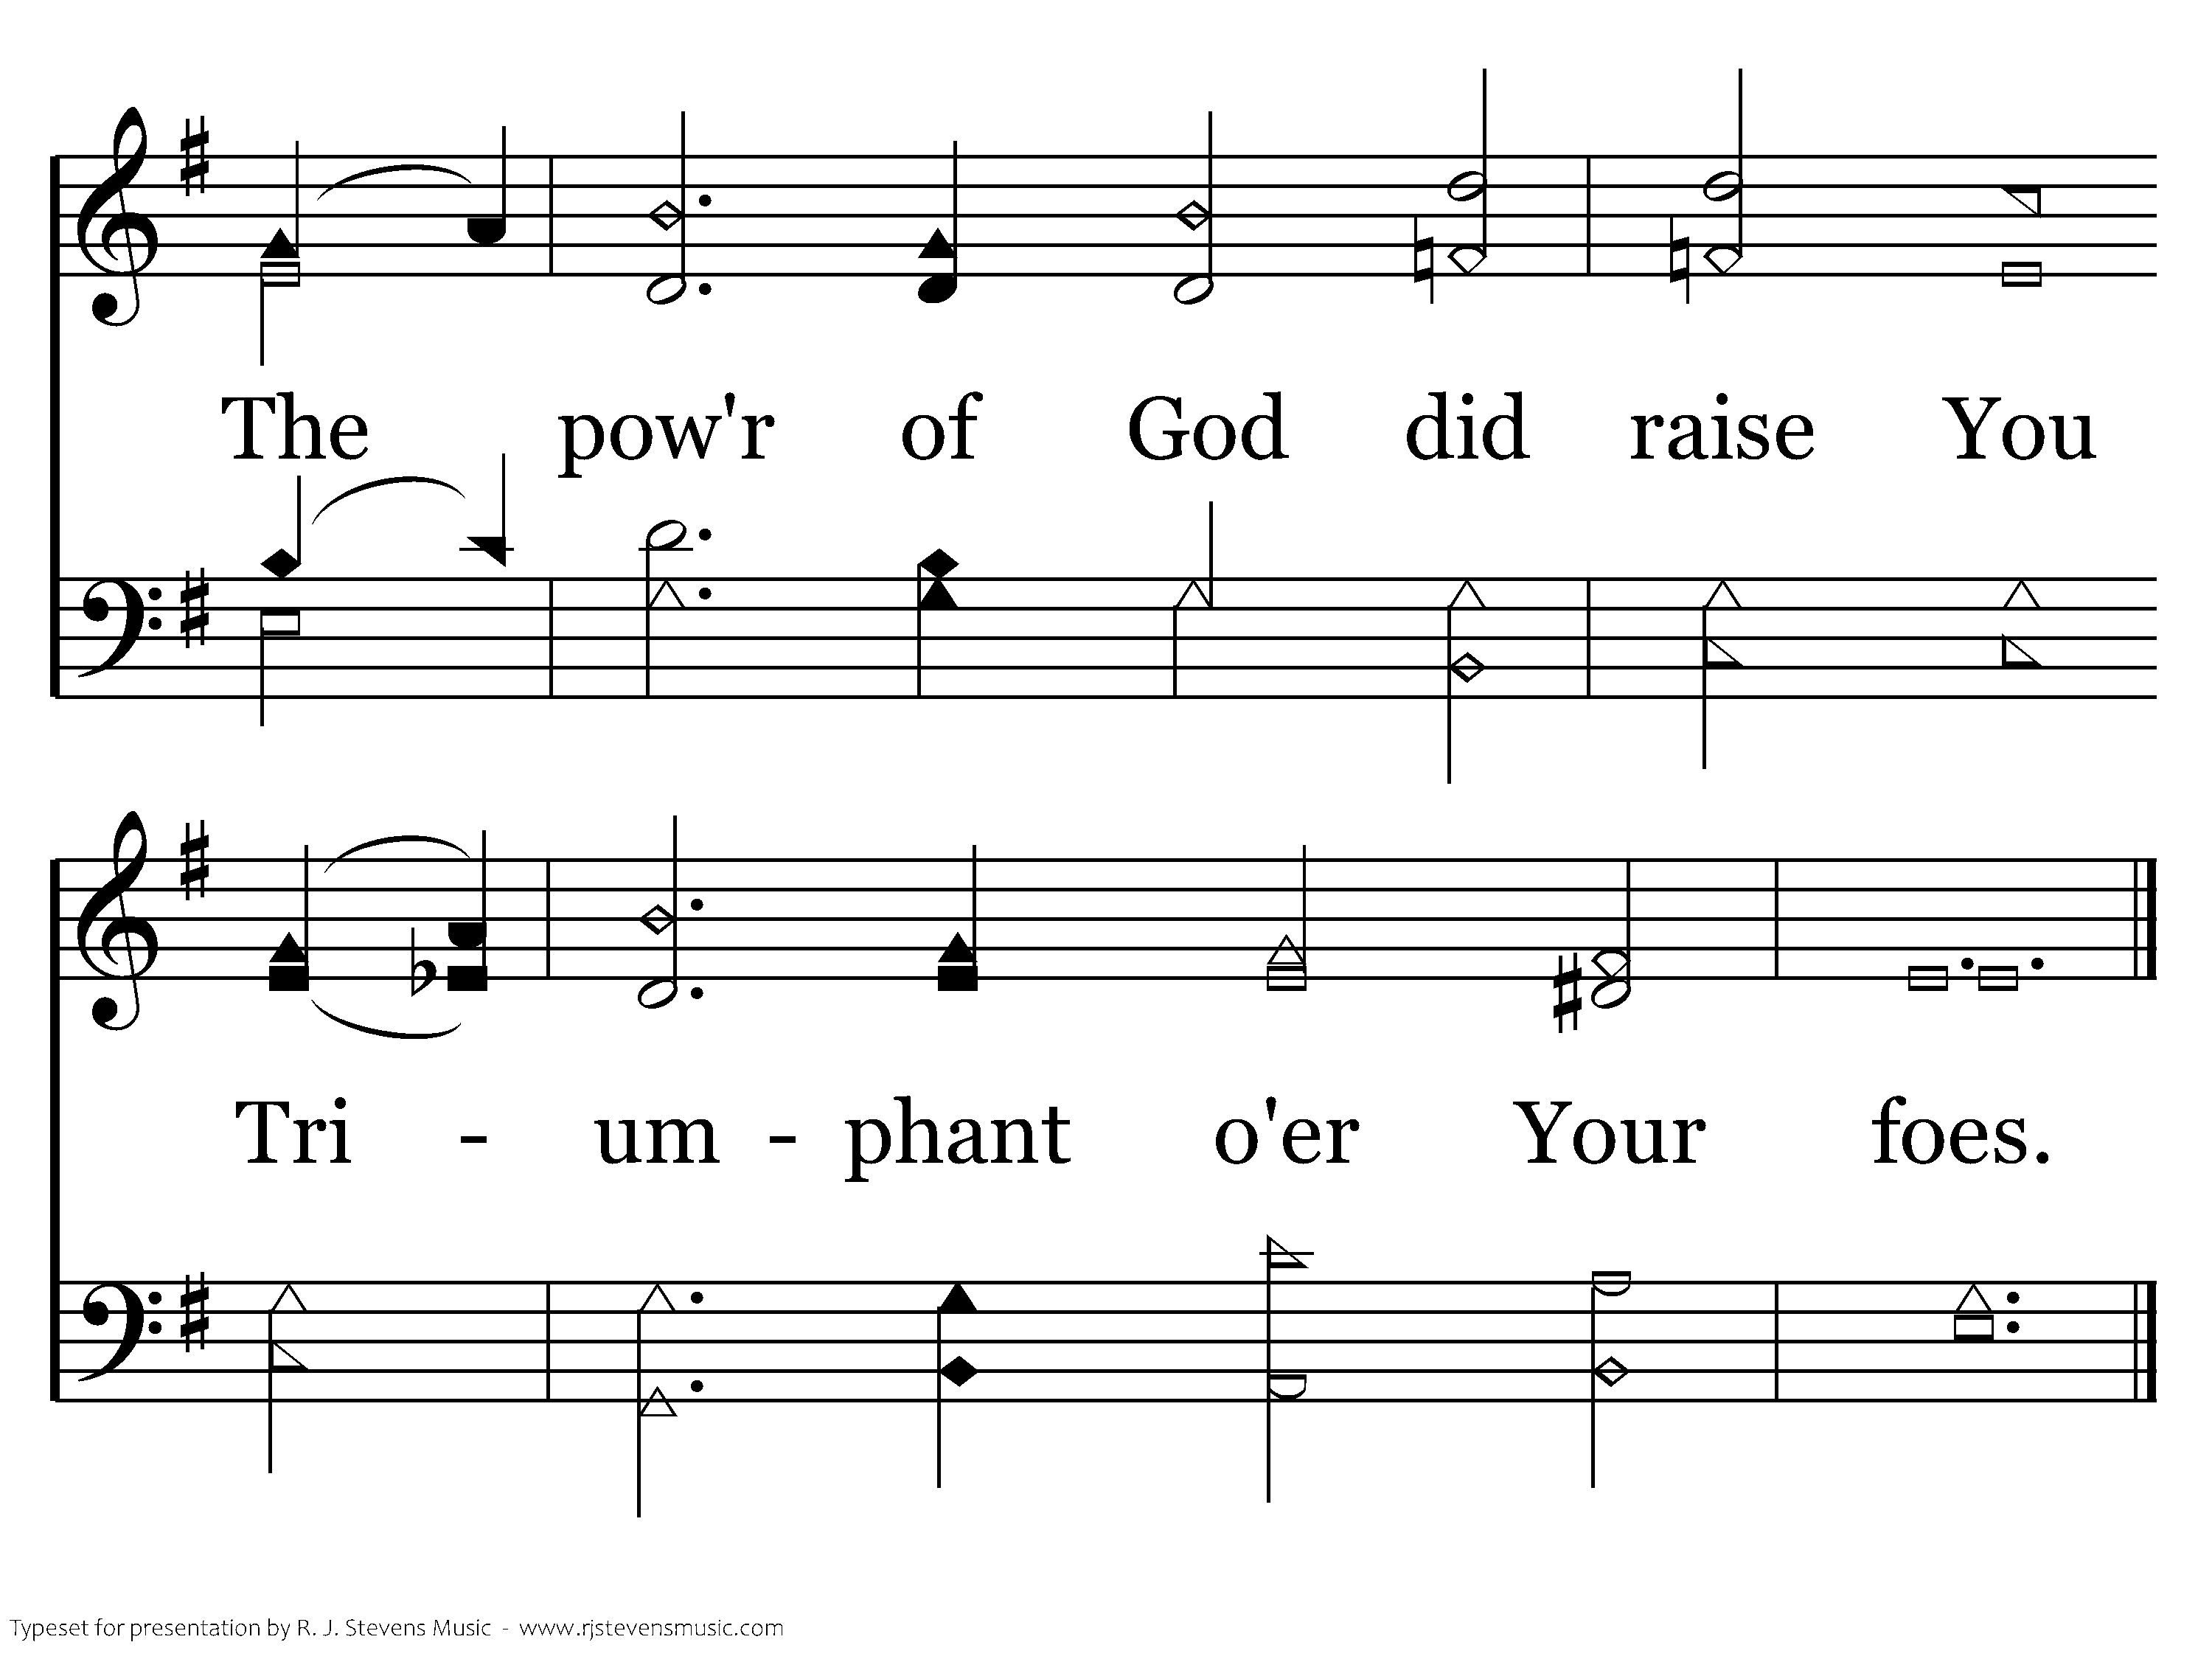 The pow'r of God did raise You
Tri - um - phant o'er Your foes.
Typeset for presentation by R. J. Stevens Music - www.rjstevensmusic.com